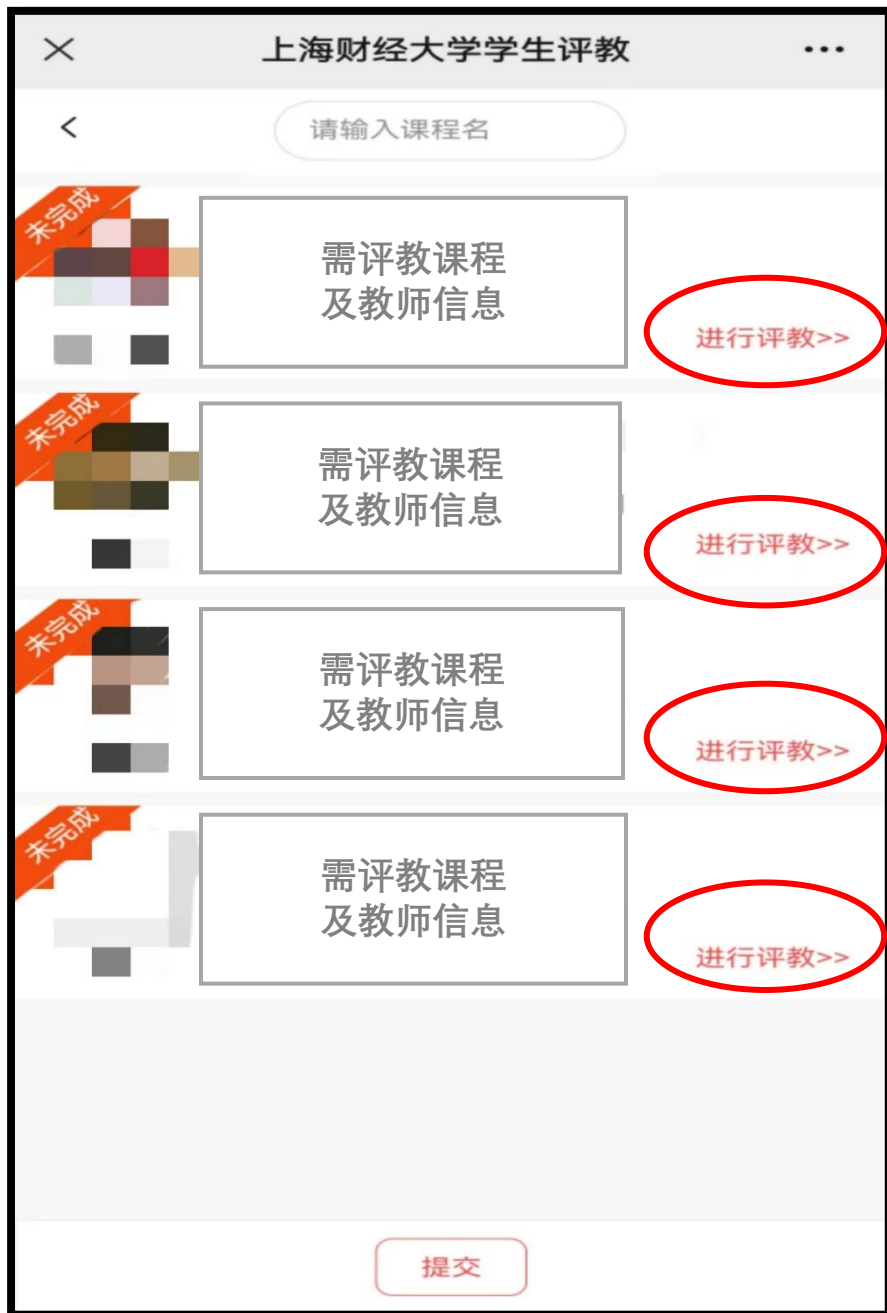 上海财经大学学生评教
请输入课程名
未完成
需评教课程
及教师信息
进行评教>>
未完成
需评教课程
及教师信息
进行评教>>
未完成
需评教课程
及教师信息
进行评教>>
未完成
需评教课程
及教师信息
进行评教>>
提交